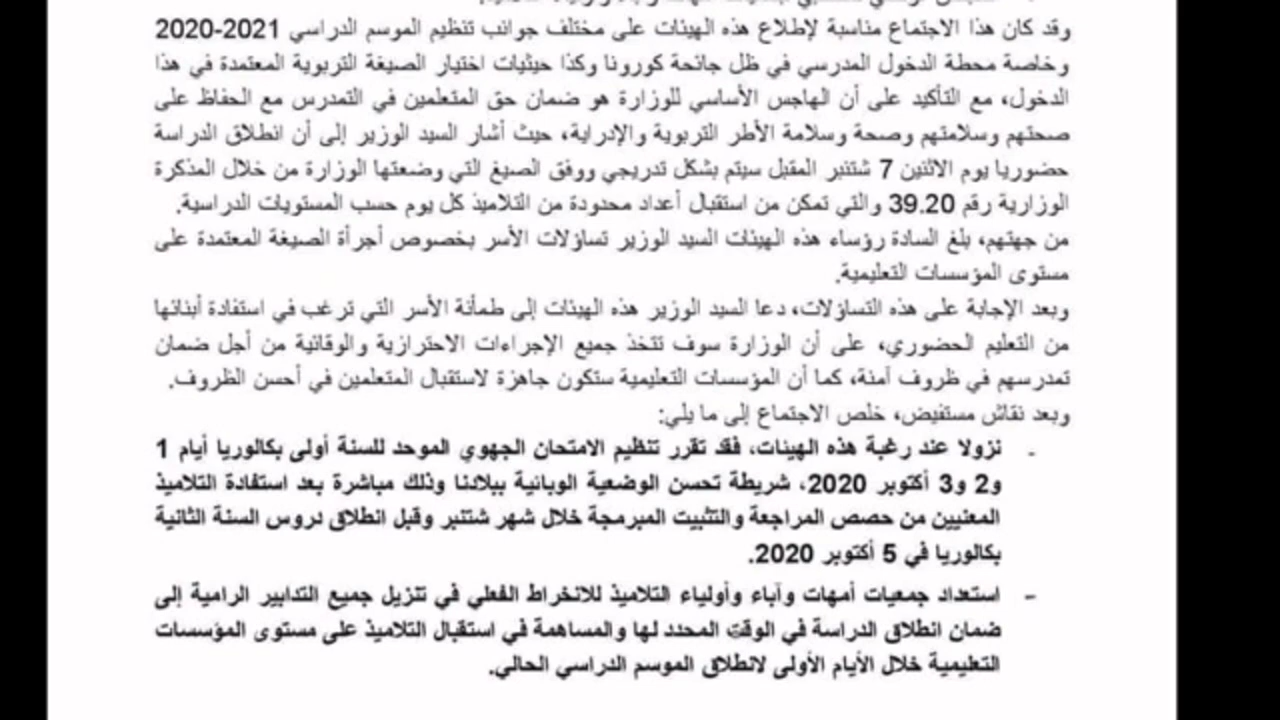 وقد كان هذا الاجتماع مناسبة لإطلاع هذه الهيئات على مختلف جوانب تنظيم الموسم الدراسي 2021-2020
وخاصة محطة الدخول المدرسي في ظل جائحة كورونا وكذا حيثيات اختيار الصيغة التربوية المعتمدة في هذا
الدخول، مع التأكيد على أن الهاجس الأساسي للوزارة هو ضمان حق المتعلمين في التمدرس مع الحفاظ على
صحتهم وسلامتهم وصحة وسلامة الأطر التربوية والإدراية، حيث أشار السيد الوزير إلى أن انطلاق الدراسة
حضوريا يوم الاثنين 7 شتنبر المقبل سيتم بشكل تدريجي ووفق الصيغ التي وضعتها الوزارة من خلال المذكرة
الوزارية رقم 39.20 والتي تمكن من استقبال أعداد محدودة من التلاميذ كل يوم حسب المستويات الدراسية.
من جهتهم، بلغ السادة رؤساء هذه الهيئات السيد الوزير تساؤلات الأسر بخصوص أجرأة الصيغة المعتمدة على
مستوى المؤسسات التعليمية.
وبعد الإجابة على هذه التساؤلات، دعا السيد الوزير هذه الهيئات إلى طمأنة الأسر التي ترغب في استفادة أبنائها
من التعليم الحضوري، على أن الوزارة سوف تتخذ جميع الإجراءات الاحترازية والوقائية من أجل ضمان
تمدرسهم في ظروف آمنة، كما أن المؤسسات التعليمية ستكون جاهزة لاستقبال المتعلمين في أحسن الظروف.
وبعد نقاش مستفيض، خلص الاجتماع إلى ما يلي:
- نزولا عند رغبة هذه الهيئات، فقد تقرر تنظيم الامتحان الجهوي الموحد للسنة أولى بكالوريا أيام 1
و2 و3 أكتوبر 2020، شريطة تحسن الوضعية الوبائية ببلادنا وذلك مباشرة بعد استفادة التلاميذ
المعنيين من حصص المراجعة والتثبيت المبرمجة خلال شهر شتنبر وقبل انطلاق دروس السنة الثانية
بكالوريا في 5 أكتوبر 2020.
- استعداد جمعيات أمهات وآباء وأولياء التلاميذ للانخراط الفعلي في تنزيل جميع التدابير الرامية إلى
ضمان انطلاق الدراسة في الوقت المحدد لها والمساهمة في استقبال التلاميذ على مستوى المؤسسات
التعليمية خلال الأيام الأولى لانطلاق الموسم الدراسي الحالي.